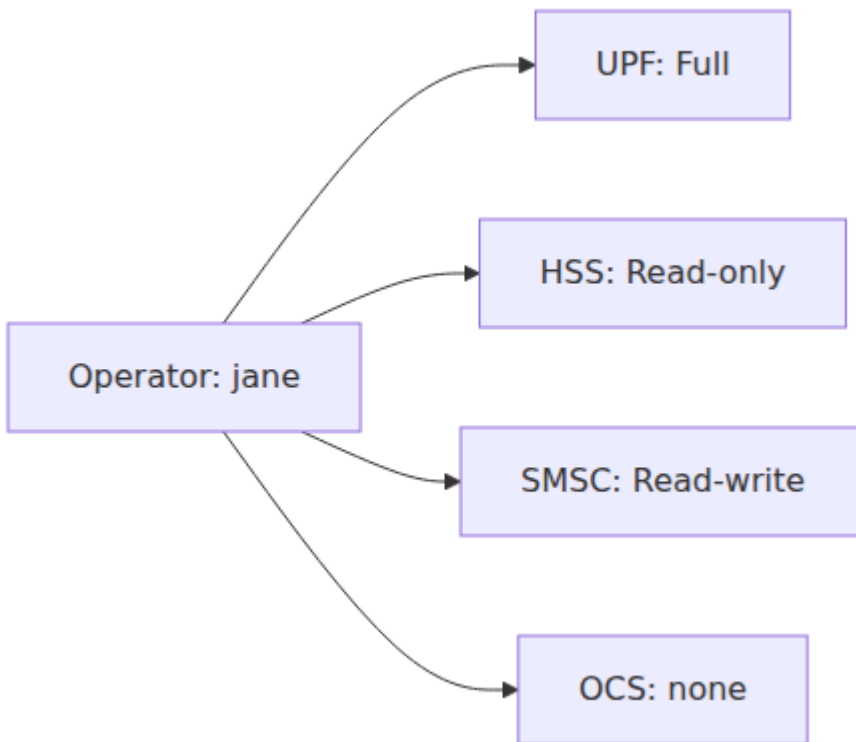 UPF: Full
HSS: Read-only
Operator: jane
SMSC: Read-write
OCS: none